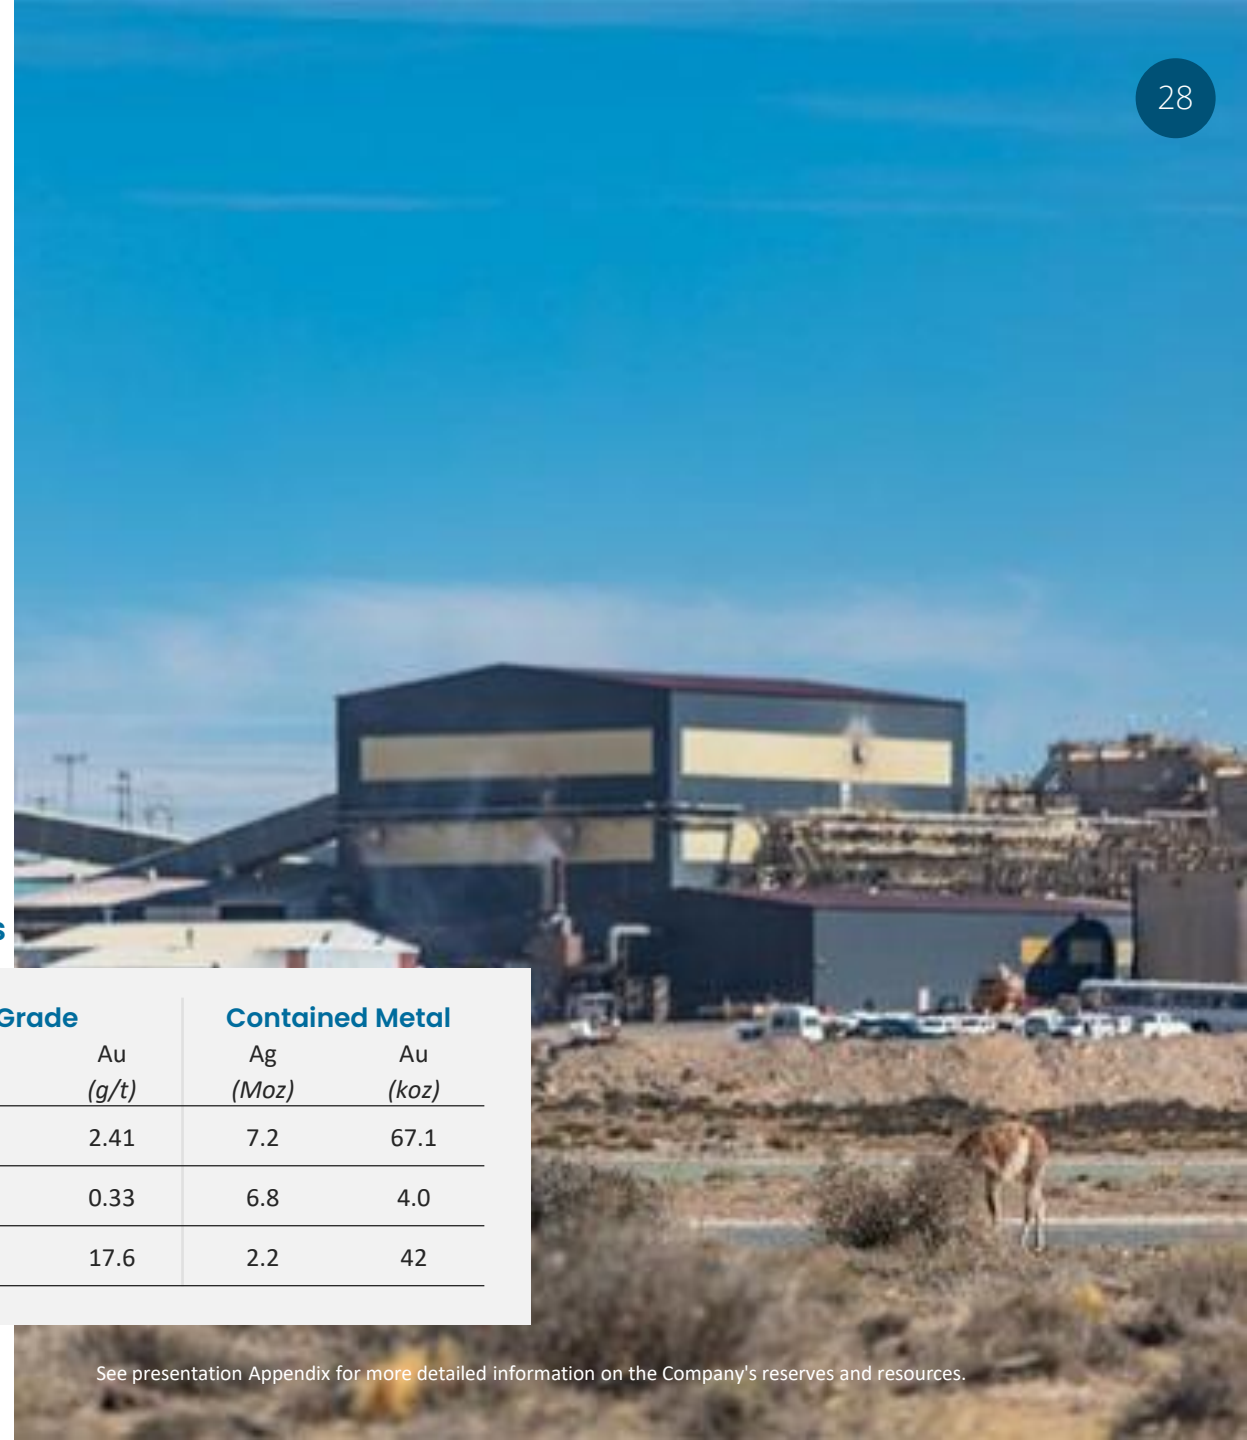 28
s
Grade Contained Metal
Au Ag Au
(g/t) (Moz) (koz)
2.41 7.2 67.1
0.33 6.8 4.0
17.6 2.2 42
See presentation Appendix for more detailed information on the Company's reserves and resources.